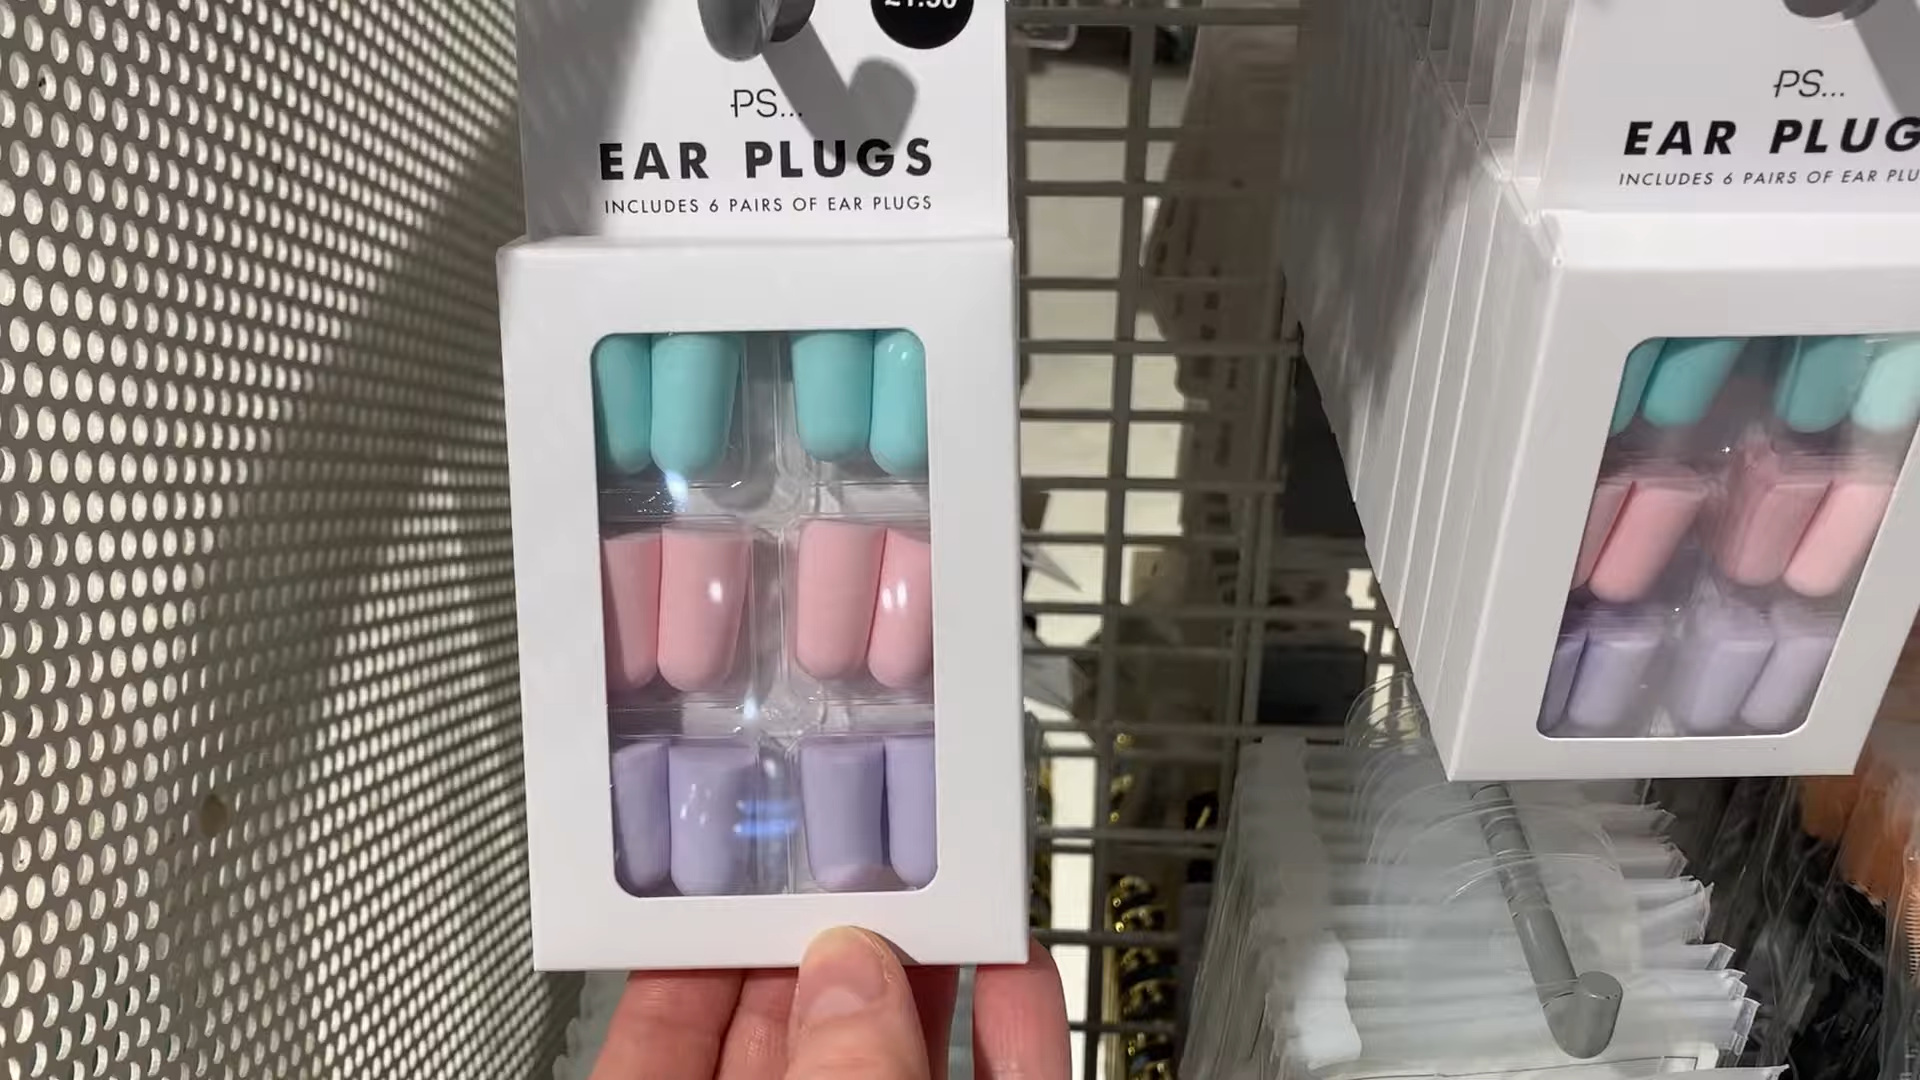 PS...
EAR PLUGS
INCLUDES 6 PAIRS OF EAR PLUGS
PS...
EAR PLUG
INCLUDES 6 PAIRS OF EAR PLU